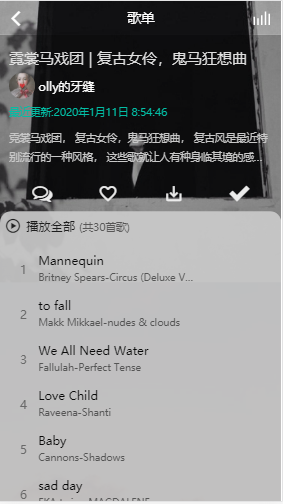 歌单
霓裳马戏团 | 复古女伶，鬼马狂想曲
olly的牙缝
更新:2020年1月11日 8:54:46
霓裳马戏团， 复古女伶，鬼马狂想曲， 复古风是最近特
别流行的一种风格， 这些歌就让人有种身临其境的感...
播放全部 (共30首歌)
1 Mannequin
Britney Spears-Circus (Deluxe V...
2 to fall
Makk Mikkael-nudes & clouds
3 We All Need Water
Fallulah-Perfect Tense
4 Love Child
Raveena-Shanti
5 Baby
Cannons-Shadows
6 sad day
FKA twigs-MAGDALENE